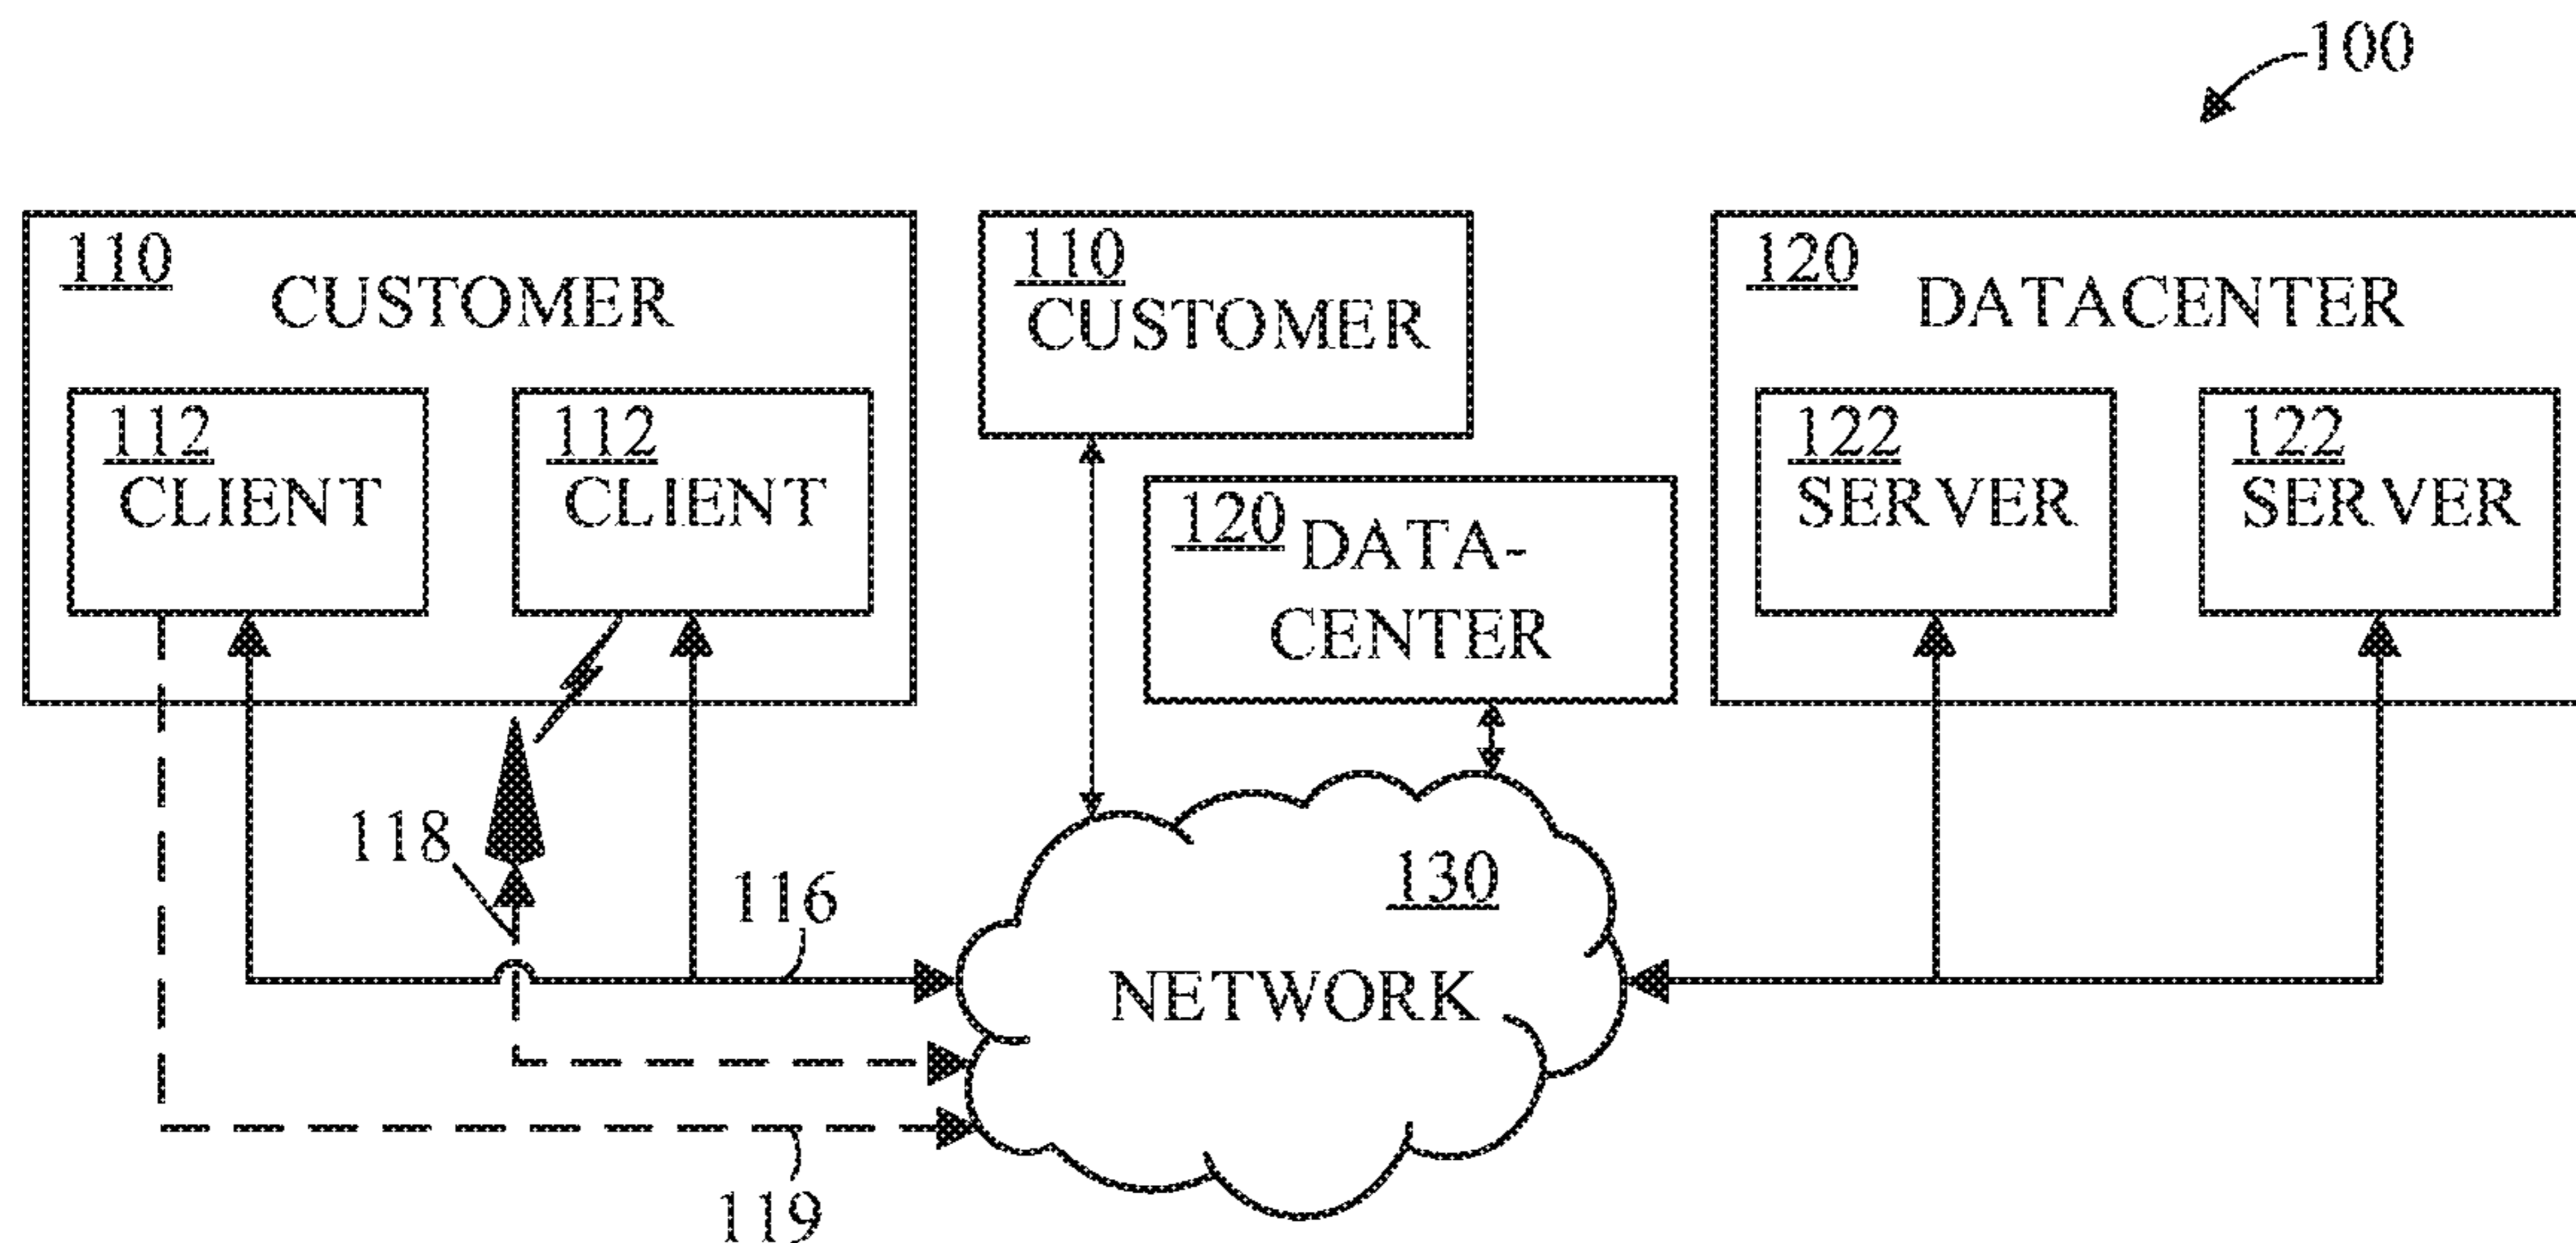 100
110
CUSTOMER
112
CLIENT
112
CLIENT
110
CUSTOMER
120
DATA-
CENTER
120
DATACENTER
122
SERVER
122
SERVER
118
116
130
NETWORK
119